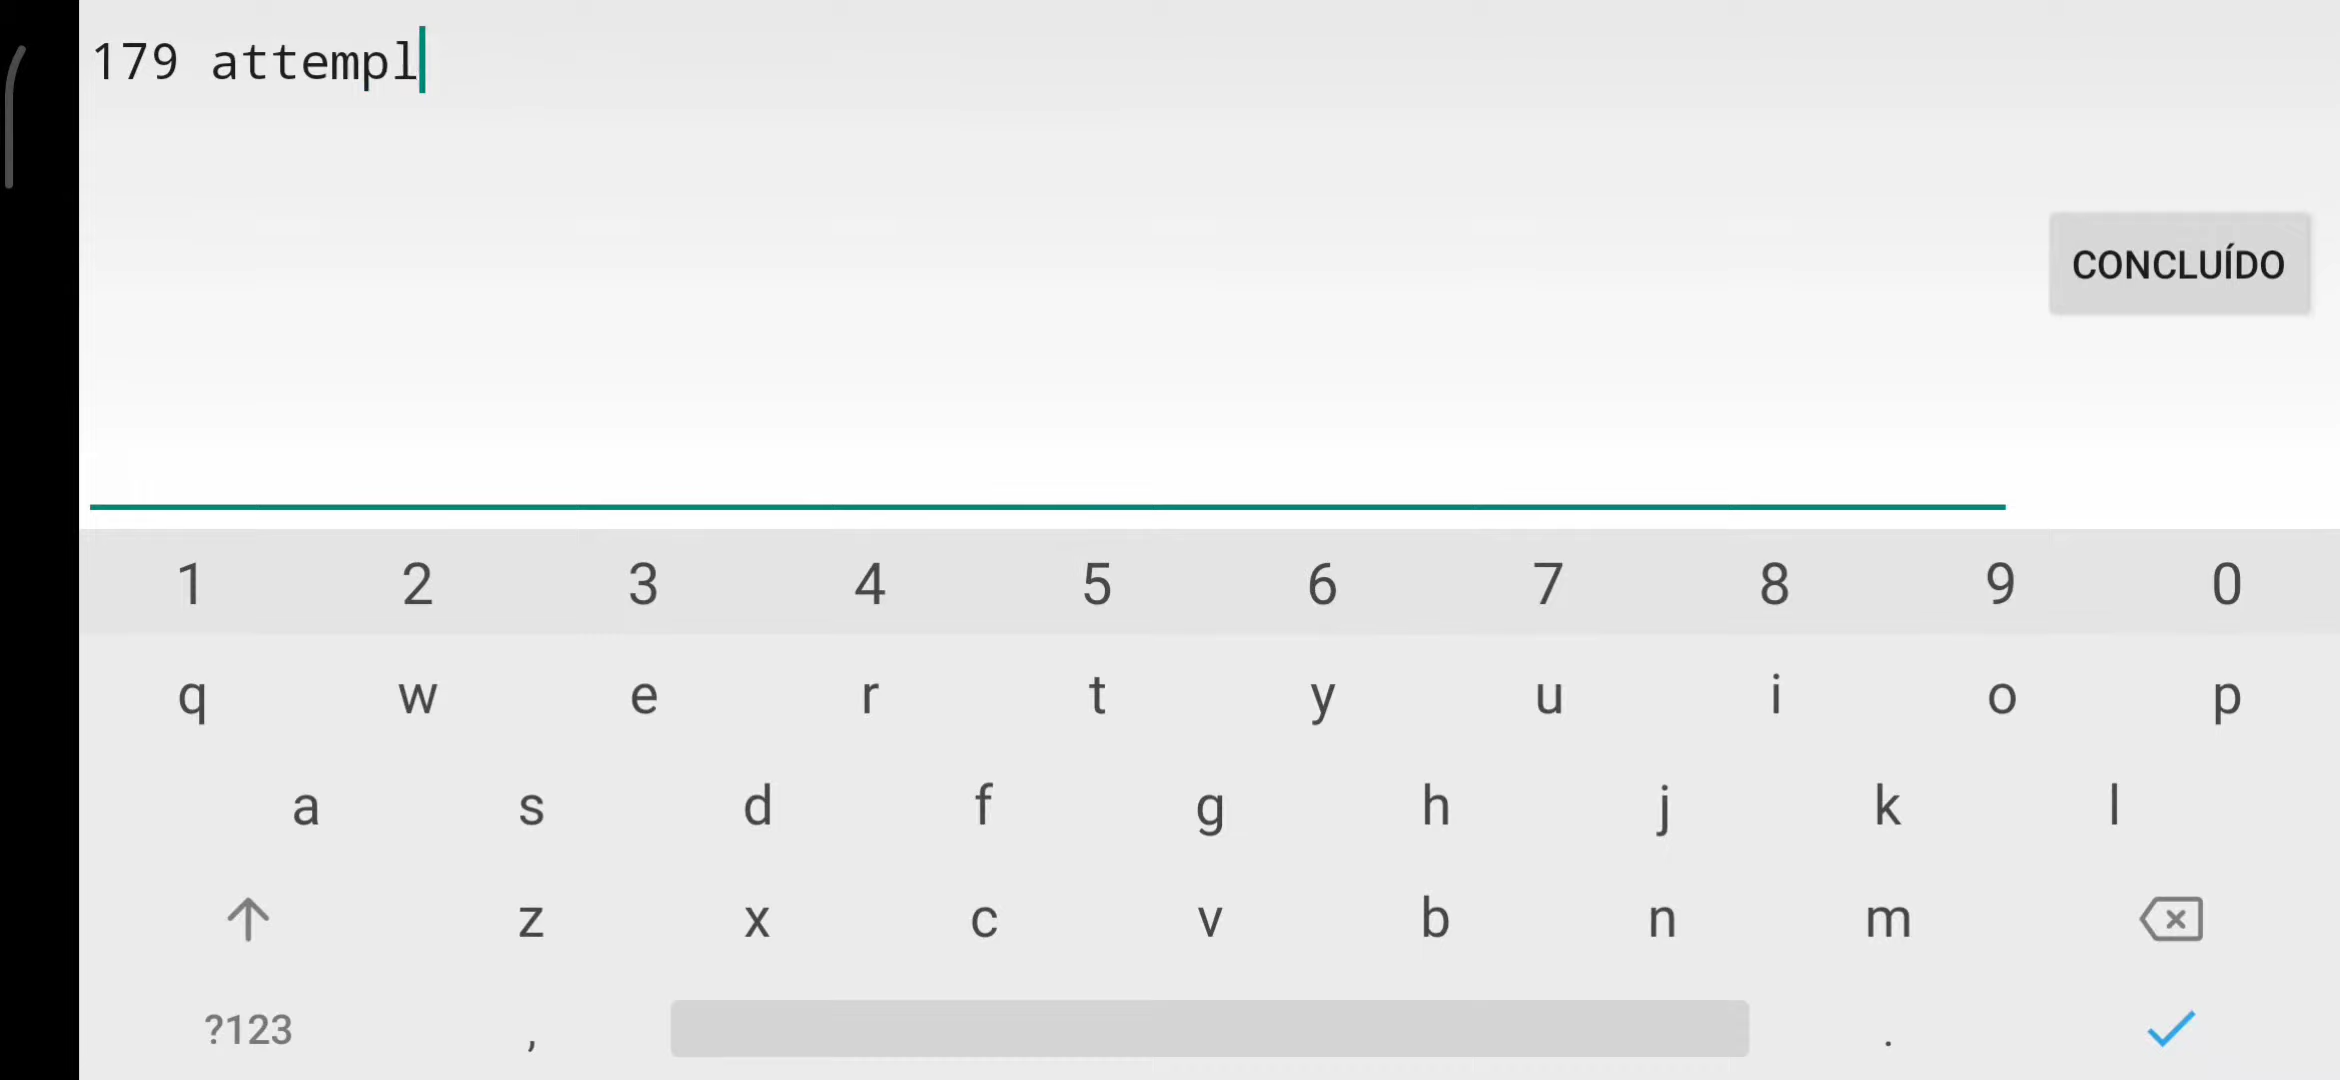 179 attempl
CONCLUÍDO
1 2 3 4 5 6 7 8 9 0
q w e r t y u i o p
a s d f g h j k l
z x c v b n m
?123 , .